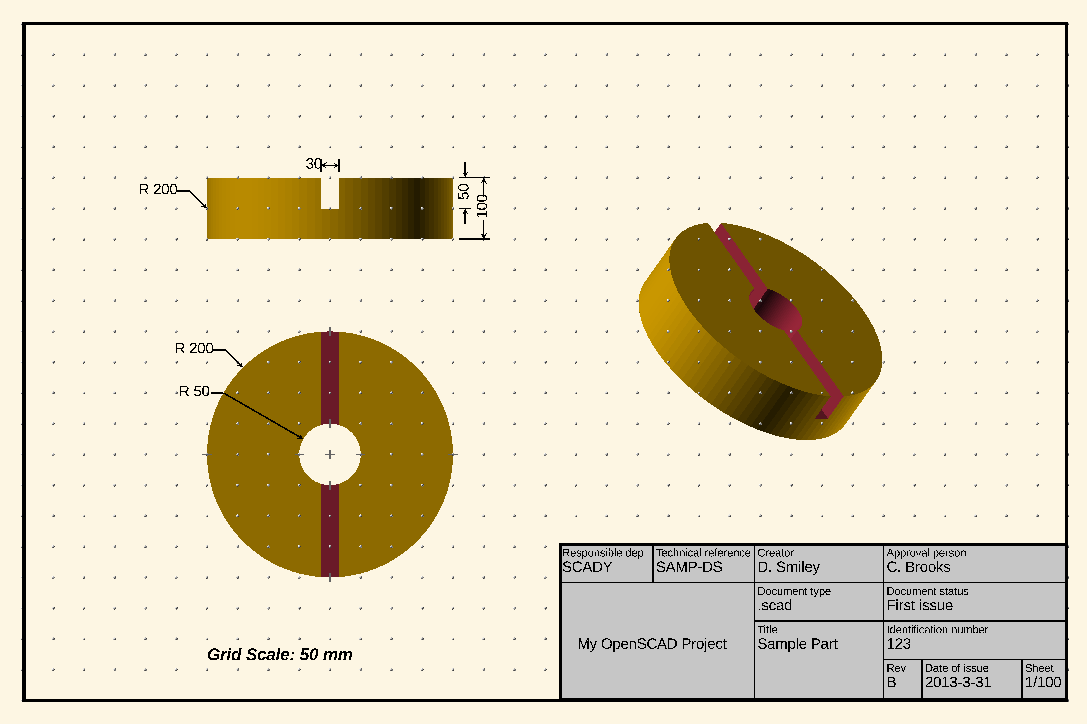 30
R 200
50
100
R 200
R 50
Grid Scale: 50 mm
Responsible dep
SCADY
Technical reference
SAMP-DS
Creator
D. Smiley
Approval person
C. Brooks
My OpenSCAD Project
Document type
.scad
Document status
First issue
Title
Sample Part
Identification number
123
Rev
B
Date of issue
2013-3-31
Sheet
1/100